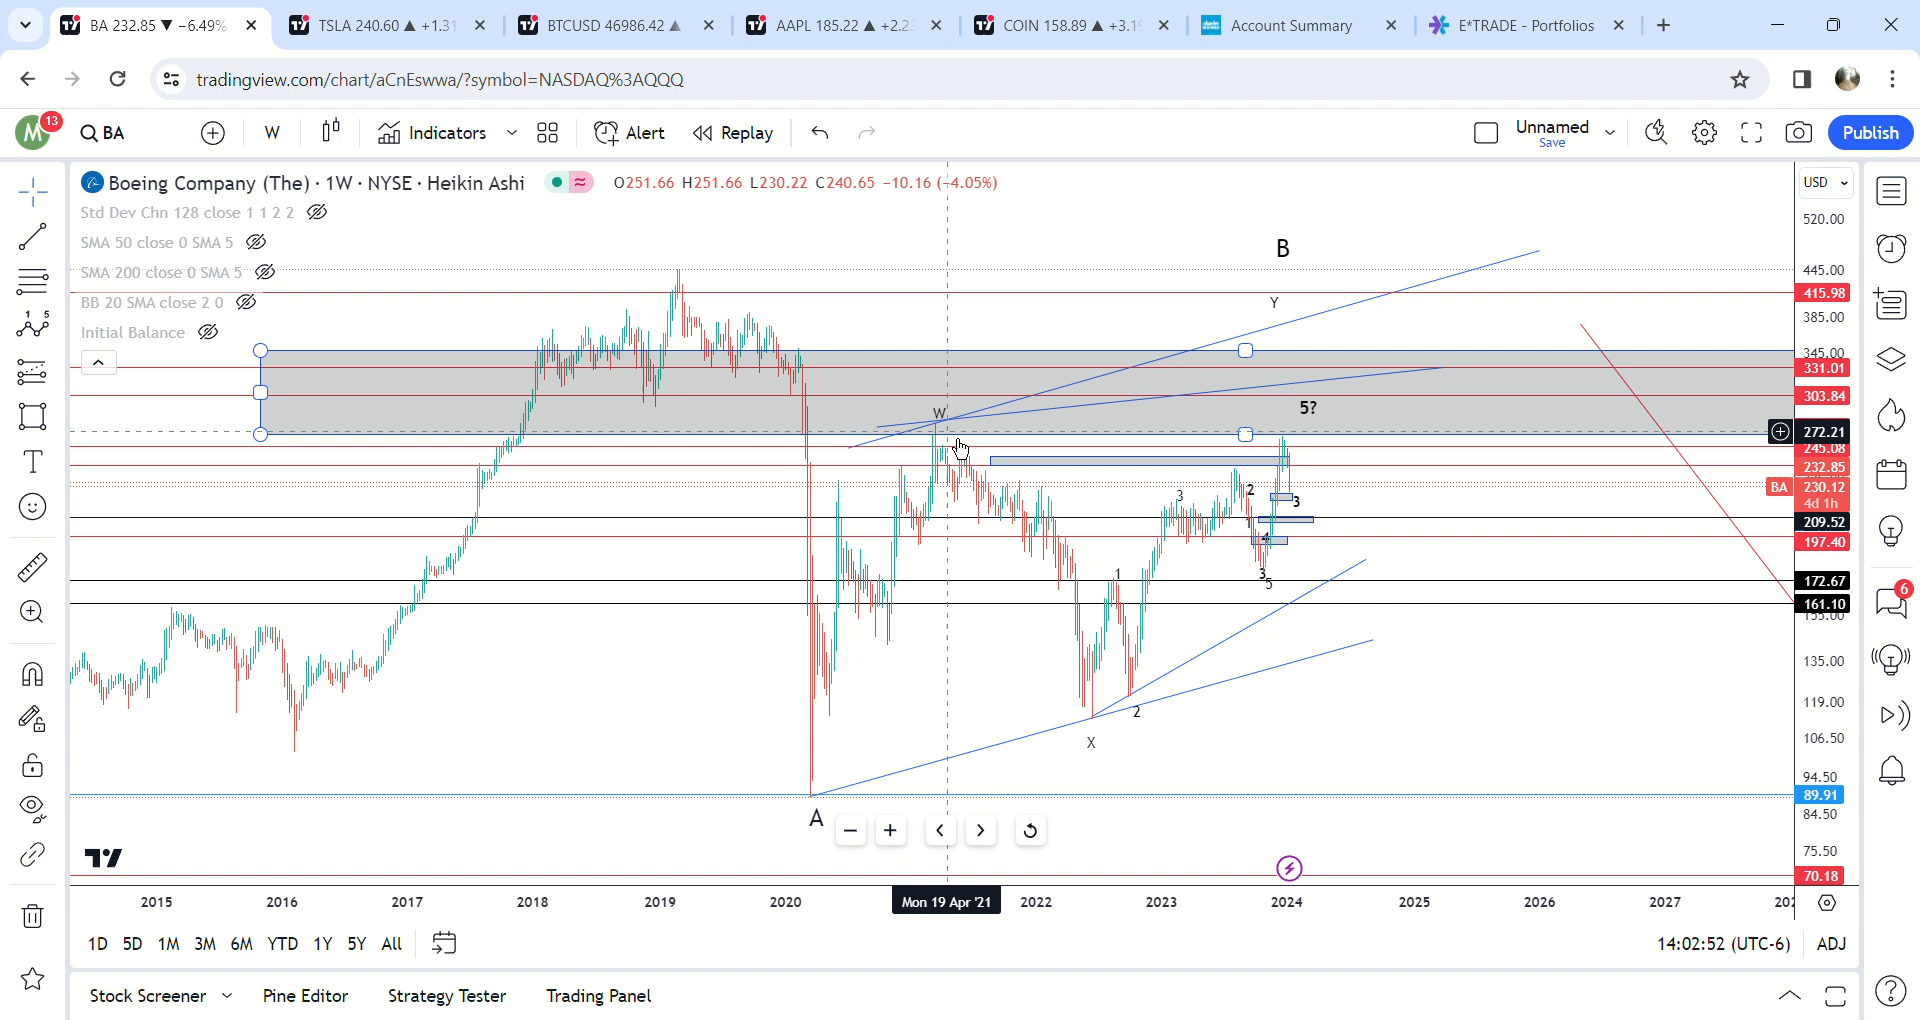 BA 232.85 ▼ −6.49%
TSLA 240.60 ▲ +1.31
BTCUSD 46986.42 ▲
AAPL 185.22 ▲ +2.2
COIN 158.89 ▲ +3.1
Account Summary
E*TRADE - Portfolios
tradingview.com/chart/aCnEswwa/?symbol=NASDAQ%3AQQQ
M 13
BA
W
Indicators
Alert
Replay
Unnamed
Save
Publish
Boeing Company (The) · 1W · NYSE · Heikin Ashi
O251.66 H251.66 L230.22 C240.65 −10.16 (−4.05%)
USD
Std Dev Chn 128 close 1 1 2 2
SMA 50 close 0 SMA 5
SMA 200 close 0 SMA 5
BB 20 SMA close 2 0
Initial Balance
B
Y
W
5?
3
2
3
1
4
3
5
1
2
X
A
520.00
445.00
415.98
385.00
345.00
331.01
303.84
272.21
245.08
232.85
BA 230.12
4d 1h
209.52
197.40
172.67
161.10
155.00
135.00
119.00
106.50
94.50
89.91
84.50
75.50
70.18
2015 2016 2017 2018 2019 2020 Mon 19 Apr '21 2022 2023 2024 2025 2026 2027
1D 5D 1M 3M 6M YTD 1Y 5Y All
14:02:52 (UTC-6) ADJ
Stock Screener Pine Editor Strategy Tester Trading Panel
1 5
6